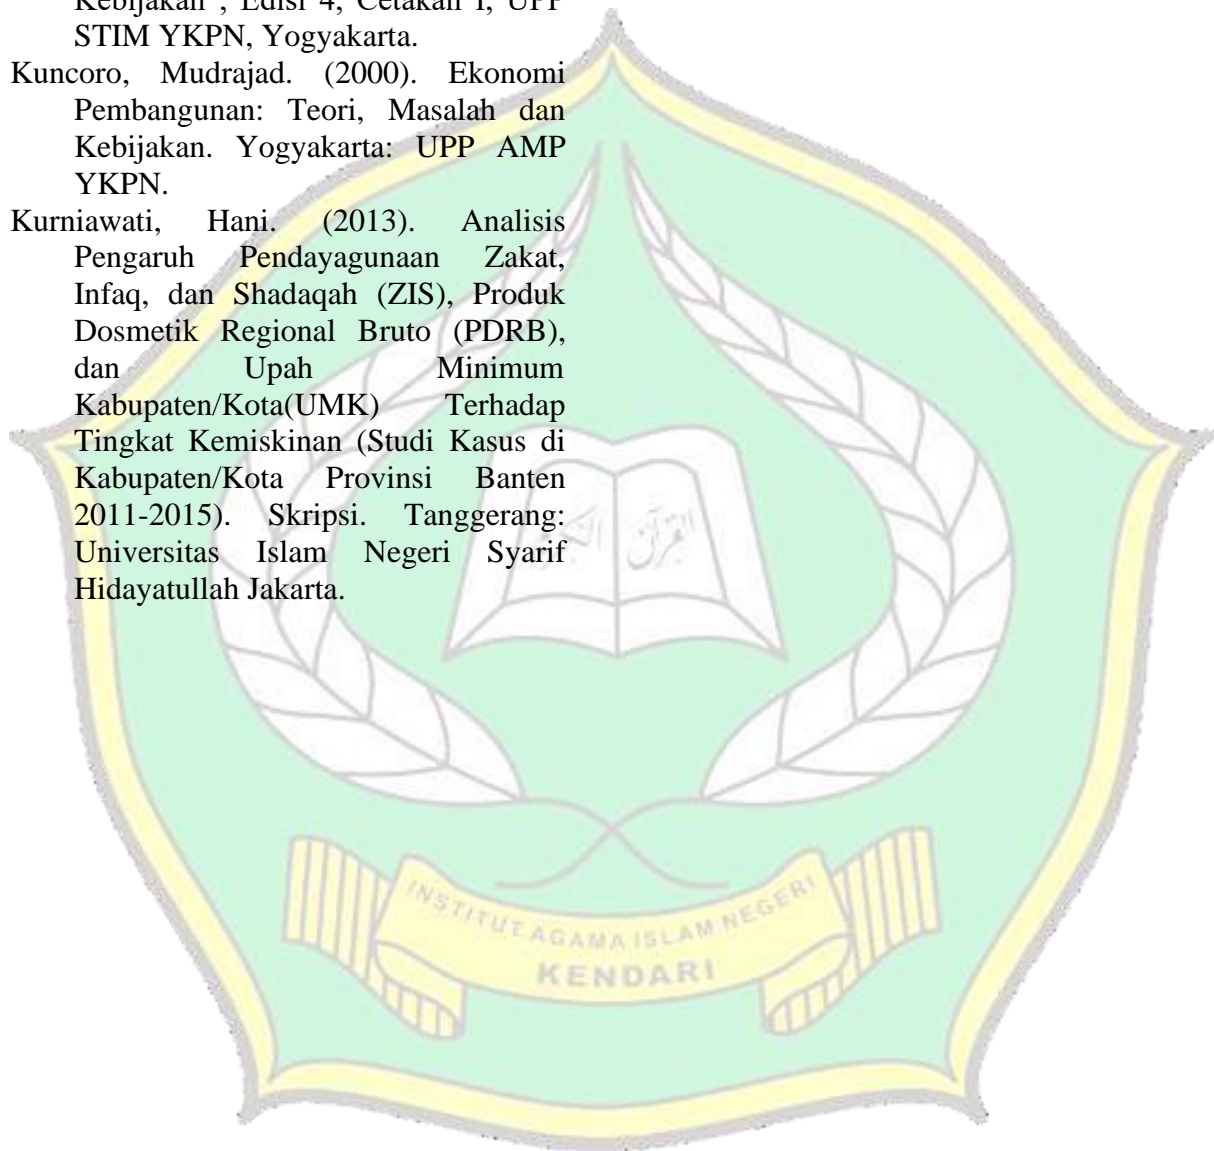 Kebijakan", Edisi 4, Cetakan I, UPP
STIM YKPN, Yogyakarta.
Kuncoro, Mudrajad. (2000). Ekonomi
Pembangunan: Teori, Masalah dan
Kebijakan. Yogyakarta: UPP AMP
YKPN.
Kurniawati, Hani. (2013). Analisis
Pengaruh Pendayagunaan Zakat,
Infaq, dan Shadaqah (ZIS), Produk
Dosmetik Regional Bruto (PDRB),
dan Upah Minimum
Kabupaten/Kota(UMK) Terhadap
Tingkat Kemiskinan (Studi Kasus di
Kabupaten/Kota Provinsi Banten
2011-2015). Skripsi. Tanggerang:
Universitas Islam Negeri Syarif
Hidayatullah Jakarta.
INSTITUT AGAMA ISLAM NEGERI
KENDARI